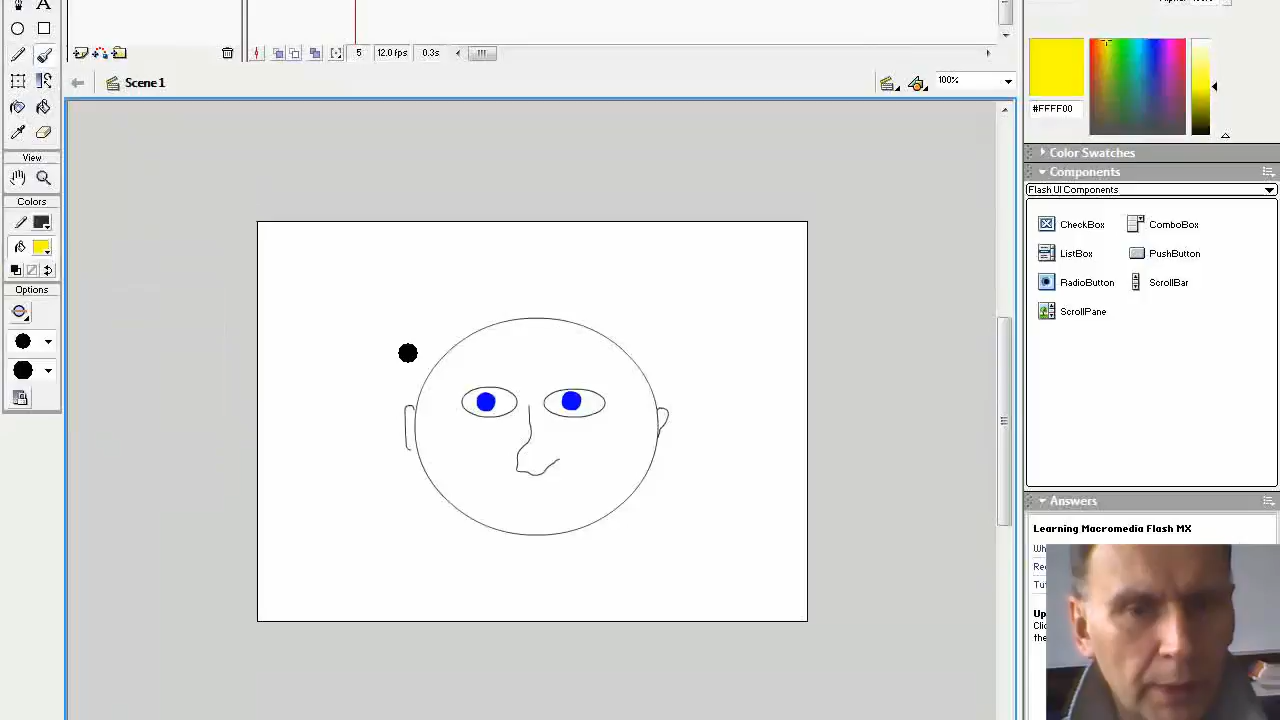 A
5 12.0 fps 0.3s
Scene 1
100%
View
Colors
Options
#FFFF00
Color Swatches
Components
Flash UI Components
CheckBox ComboBox
ListBox PushButton
RadioButton ScrollBar
ScrollPane
Answers
Learning Macromedia Flash MX
Up